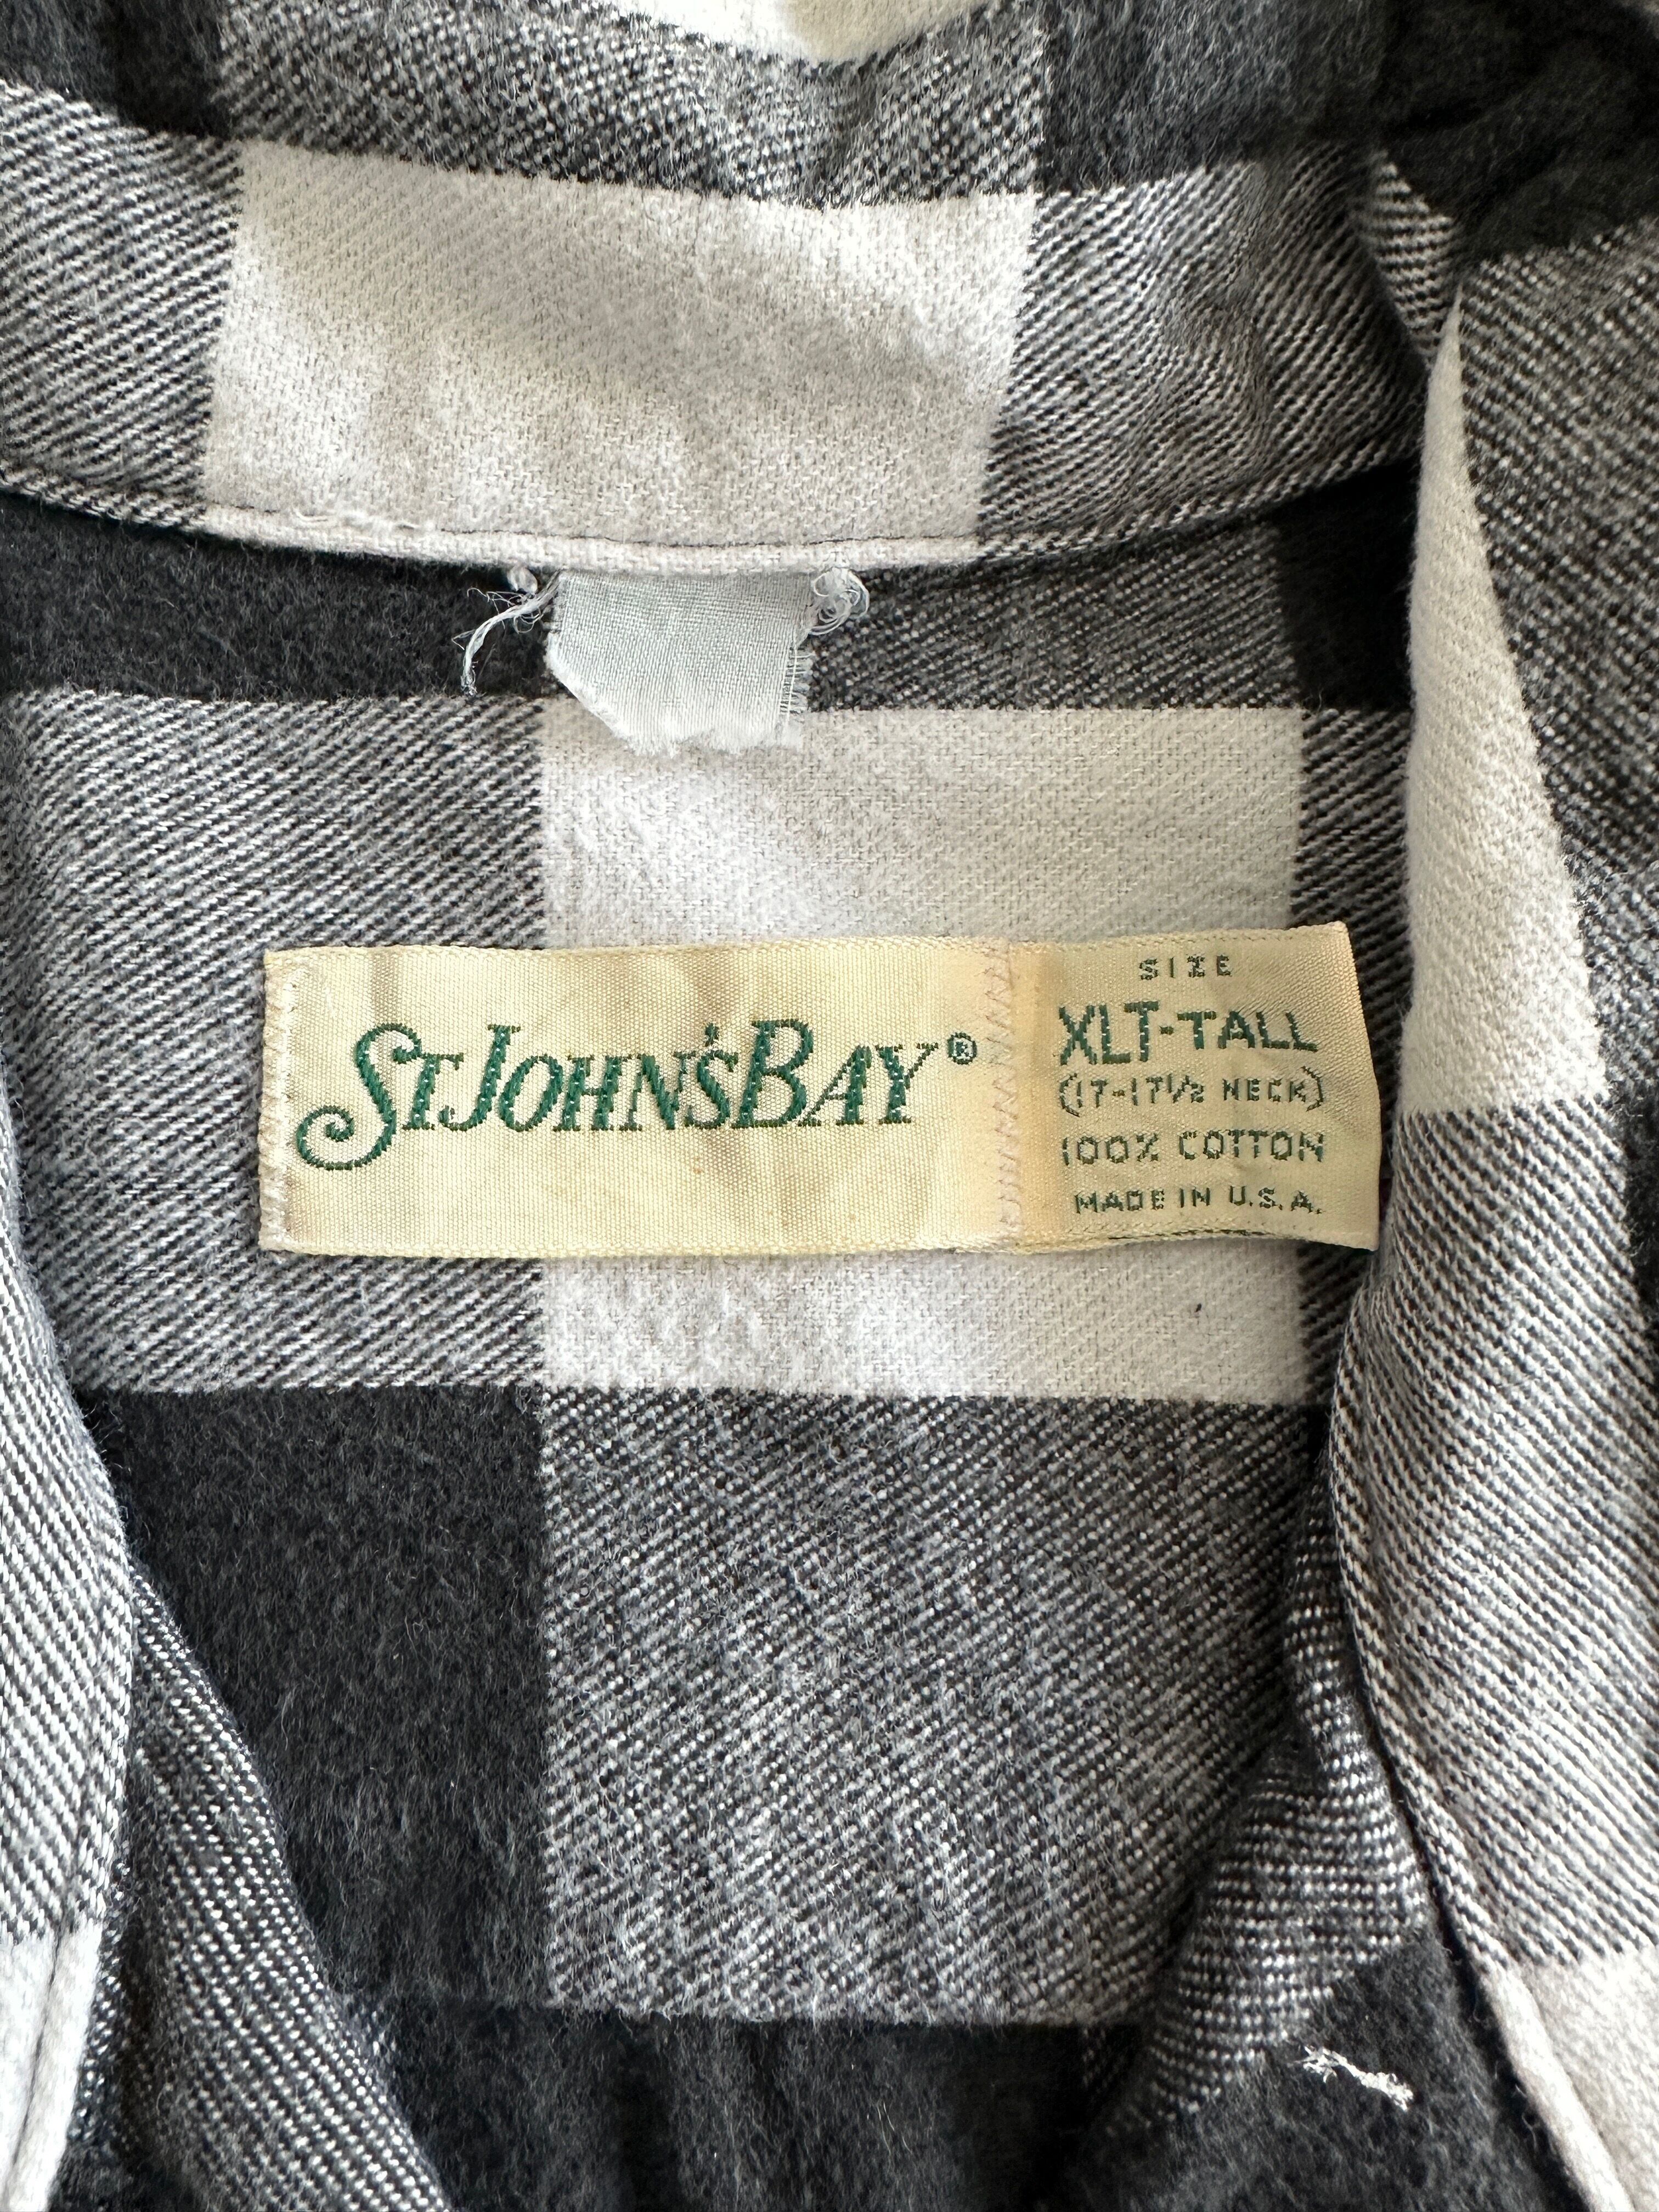 ST JOHN'S BAY®
SIZE
XLT-TALL
(17-17½ NECK)
100% COTTON
MADE IN U.S.A.